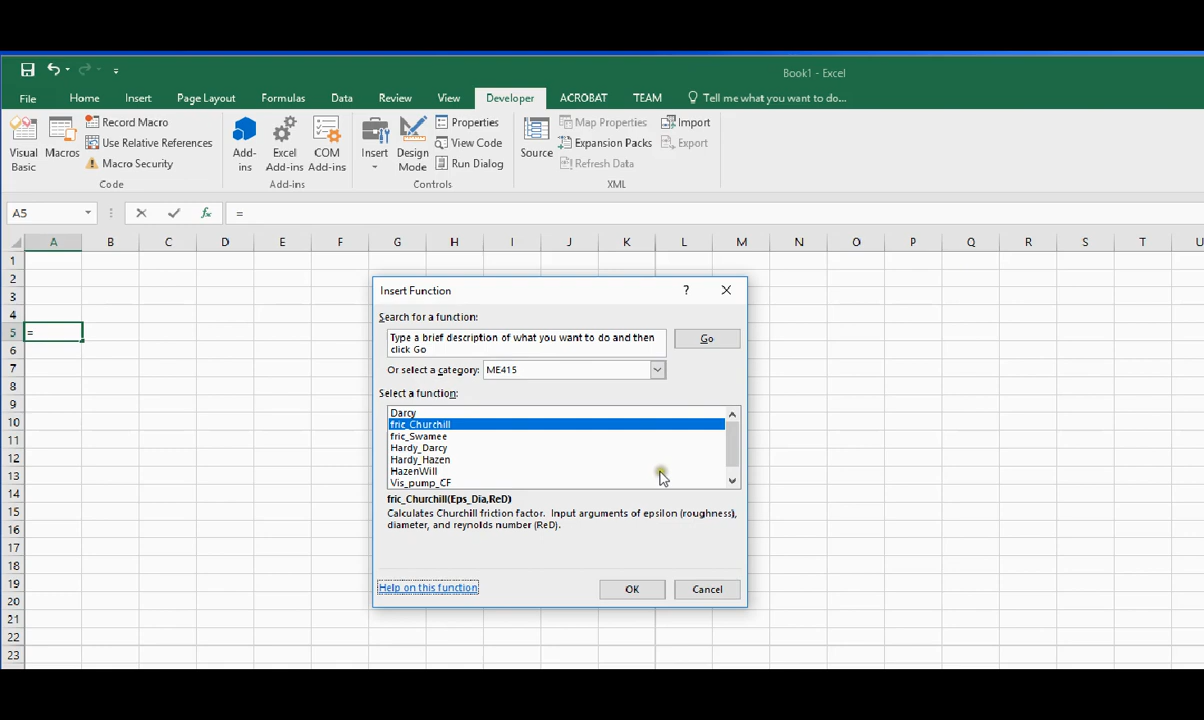 Book1 - Excel
File Home Insert Page Layout Formulas Data Review View Developer ACROBAT TEAM Tell me what you want to do...
Visual Basic
Macros
Record Macro
Use Relative References
Macro Security
Code
Add-ins
Excel Add-ins
COM Add-ins
Add-ins
Insert
Design Mode
Properties
View Code
Run Dialog
Controls
Source
Map Properties
Expansion Packs
Refresh Data
Import
Export
XML
A5 fx =
A B C D E F G H I J K L M N O P Q R S T U
1
2
3
4
5 =
6
7
8
9
10
11
12
13
14
15
16
17
18
19
20
21
22
23
Insert Function ?
Search for a function:
Type a brief description of what you want to do and then
click Go
Go
Or select a category: ME415
Select a function:
Darcy
fric_Churchill
fric_Swamee
Hardy_Darcy
Hardy_Hazen
HazenWill
Vis_pump_CF
fric_Churchill(Eps_Dia,ReD)
Calculates Churchill friction factor. Input arguments of epsilon (roughness),
diameter, and reynolds number (ReD).
Help on this function OK Cancel